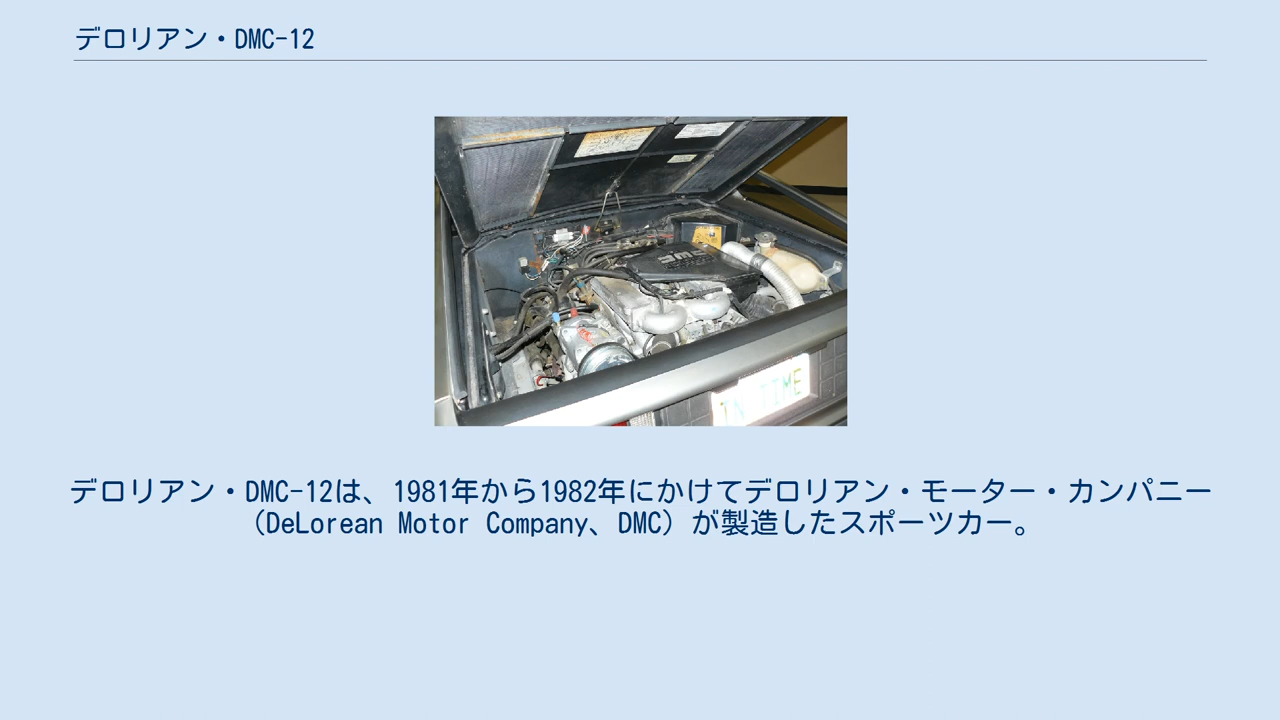 デロリアン・DMC-12
DMC
IN TIME
デロリアン・DMC-12は、1981年から1982年にかけてデロリアン・モーター・カンパニー
(DeLorean Motor Company、DMC) が製造したスポーツカー。